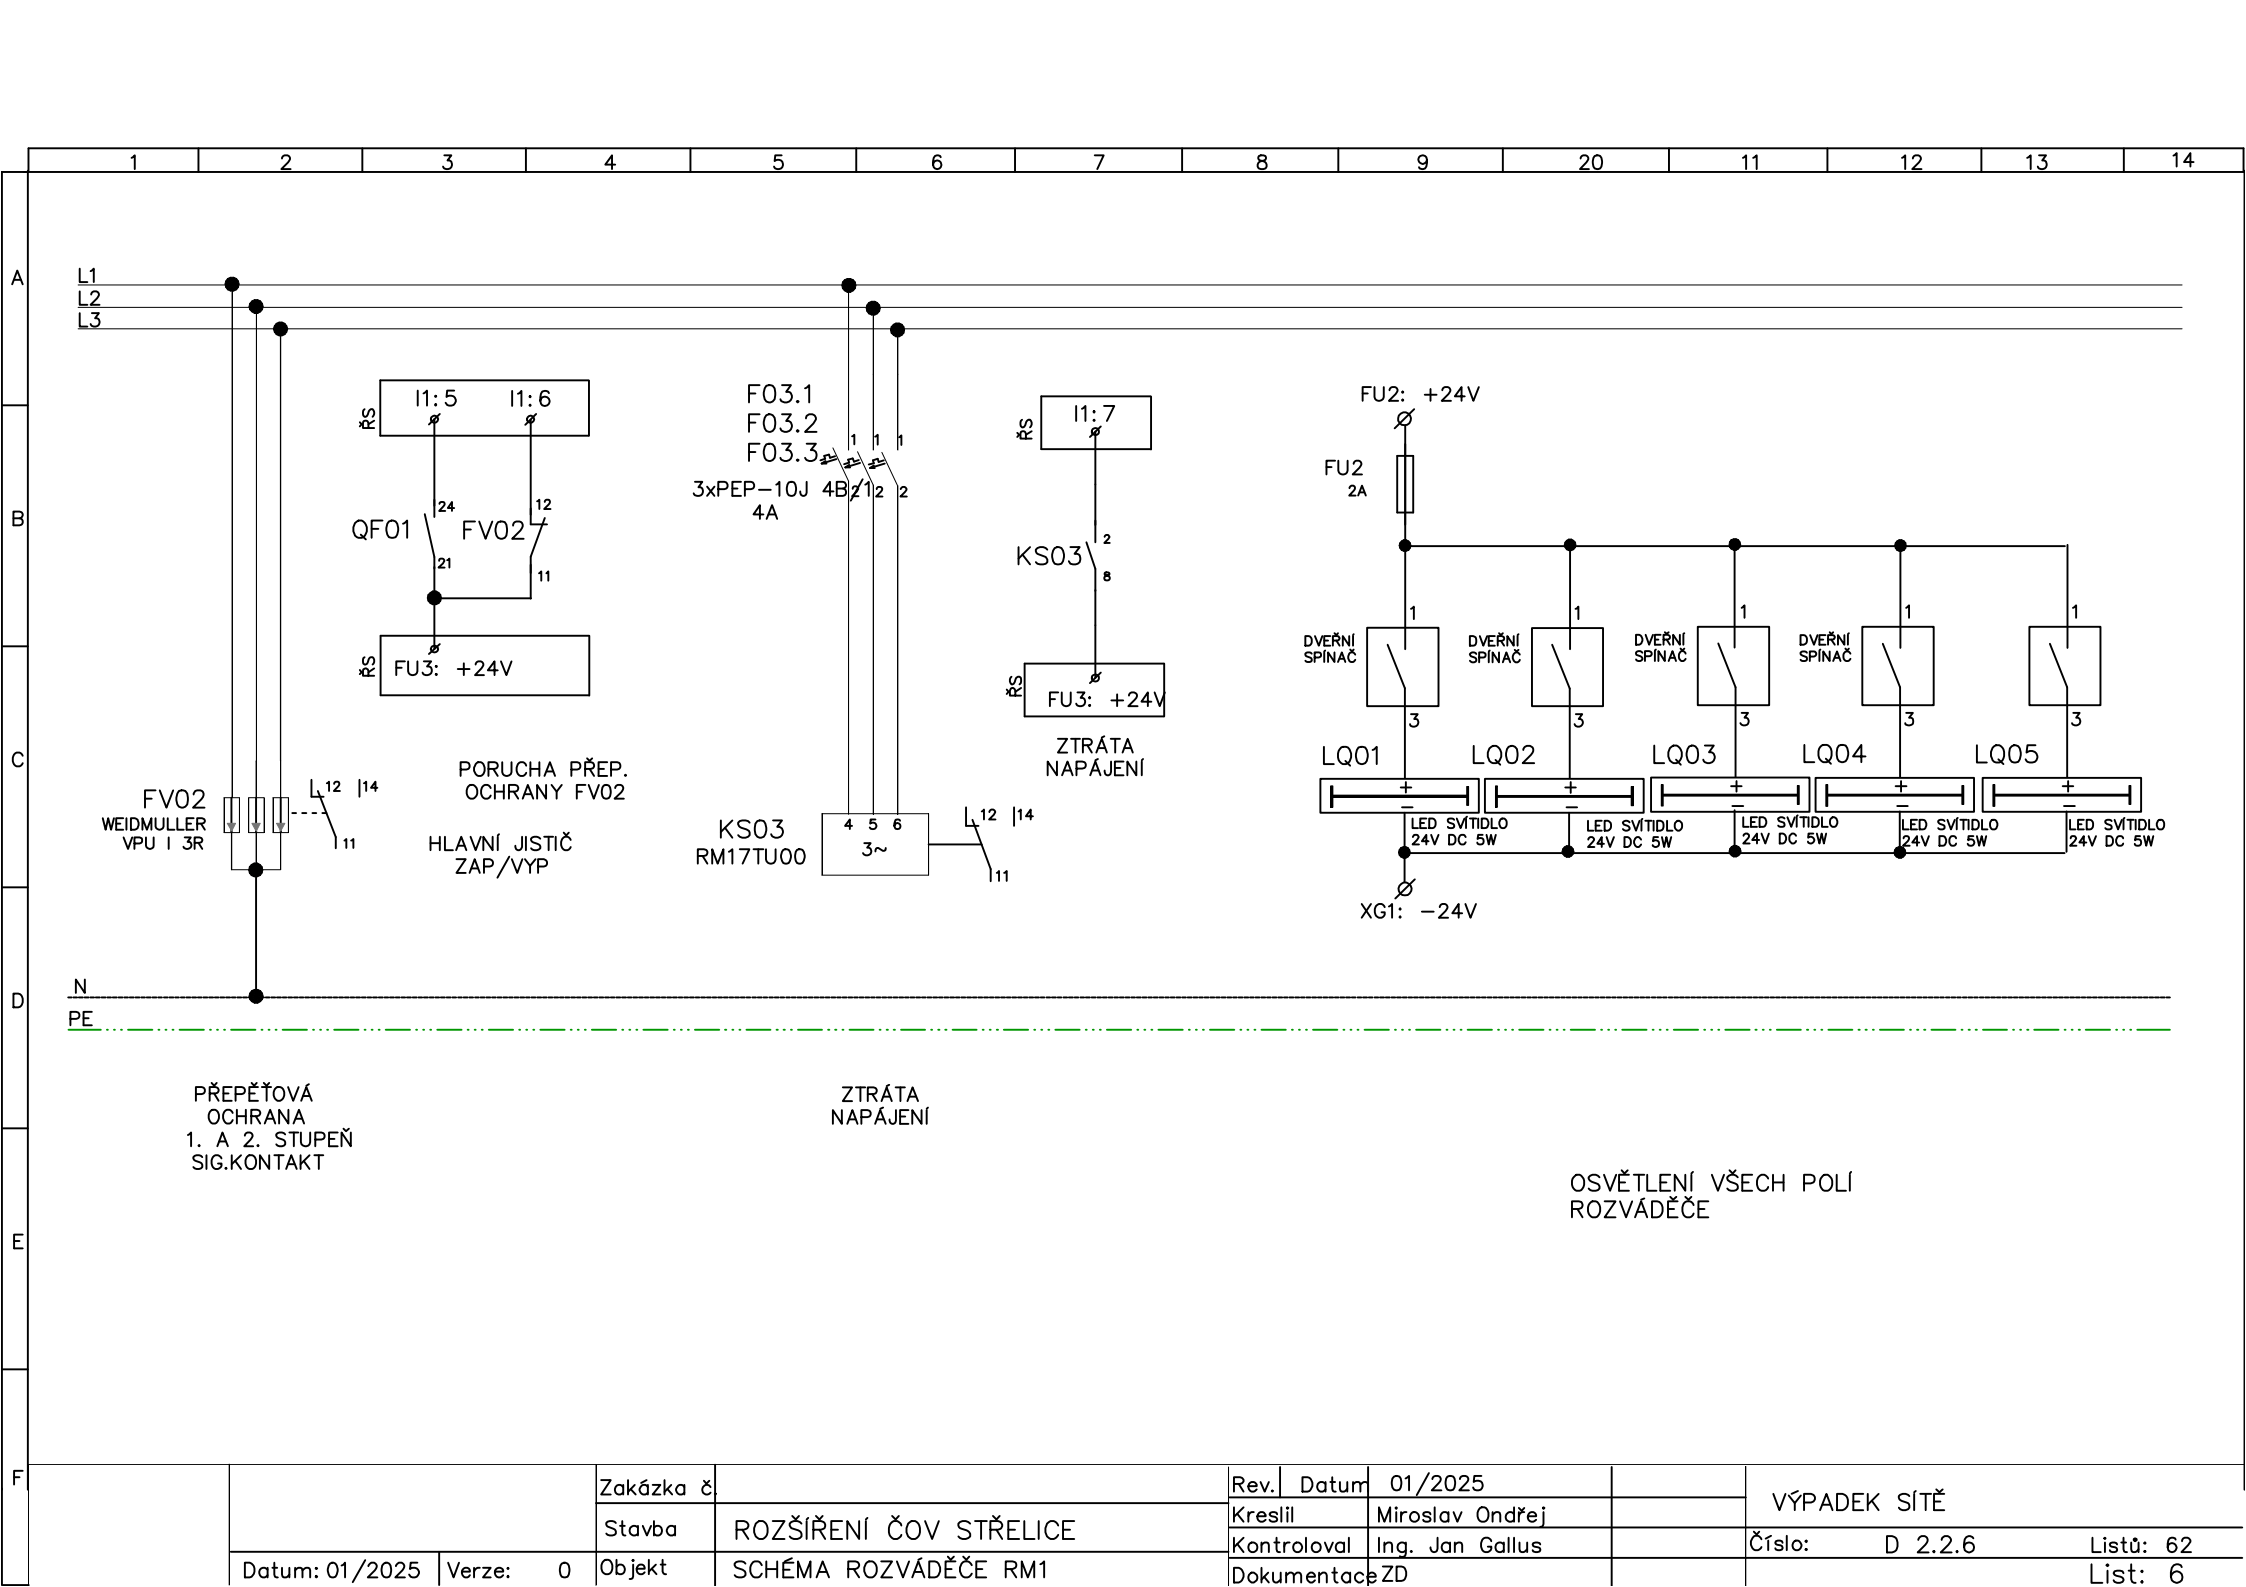 1 2 3 4 5 6 7 8 9 20 11 12 13 14
A
B
C
D
E
F
L1
L2
L3
I1:5 I1:6
ŘS
24
12
QF01
FV02
21
11
ŘS
FU3: +24V
PORUCHA PŘEP.
OCHRANY FV02
HLAVNÍ JISTIČ
ZAP/VYP
FV02
WEIDMULLER
VPU I 3R
12 14
11
F03.1
F03.2
F03.3
1 1 1
3xPEP-10J 4B/1
4A
2 2 2
KS03
RM17TU00
4 5 6
3~
12 14
11
ŘS
I1:7
2
KS03
8
ŘS
FU3: +24V
ZTRÁTA
NAPÁJENÍ
FU2: +24V
FU2
2A
1 1 1 1 1
DVEŘNÍ
SPÍNAČ
DVEŘNÍ
SPÍNAČ
DVEŘNÍ
SPÍNAČ
DVEŘNÍ
SPÍNAČ
3 3 3 3 3
LQ01 LQ02 LQ03 LQ04 LQ05
+ + + + +
− − − − −
LED SVÍTIDLO
24V DC 5W
LED SVÍTIDLO
24V DC 5W
LED SVÍTIDLO
24V DC 5W
LED SVÍTIDLO
24V DC 5W
LED SVÍTIDLO
24V DC 5W
XG1: −24V
N
PE
PŘEPĚŤOVÁ
OCHRANA
1. A 2. STUPEŇ
SIG.KONTAKT
ZTRÁTA
NAPÁJENÍ
OSVĚTLENÍ VŠECH POLÍ
ROZVÁDĚČE
Datum: 01/2025 Verze: 0
Zakázka č.
Stavba ROZŠÍŘENÍ ČOV STŘELICE
Objekt SCHÉMA ROZVÁDĚČE RM1
Rev. Datum 01/2025
Kreslil Miroslav Ondřej
Kontroloval Ing. Jan Gallus
Dokumentace ZD
VÝPADEK SÍTĚ
Číslo: D 2.2.6 Listů: 62
List: 6